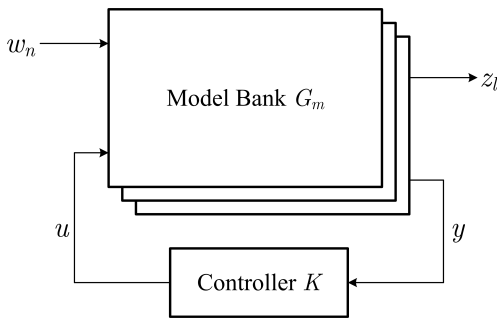 w_n
Model Bank G_m
z_l
u
y
Controller K